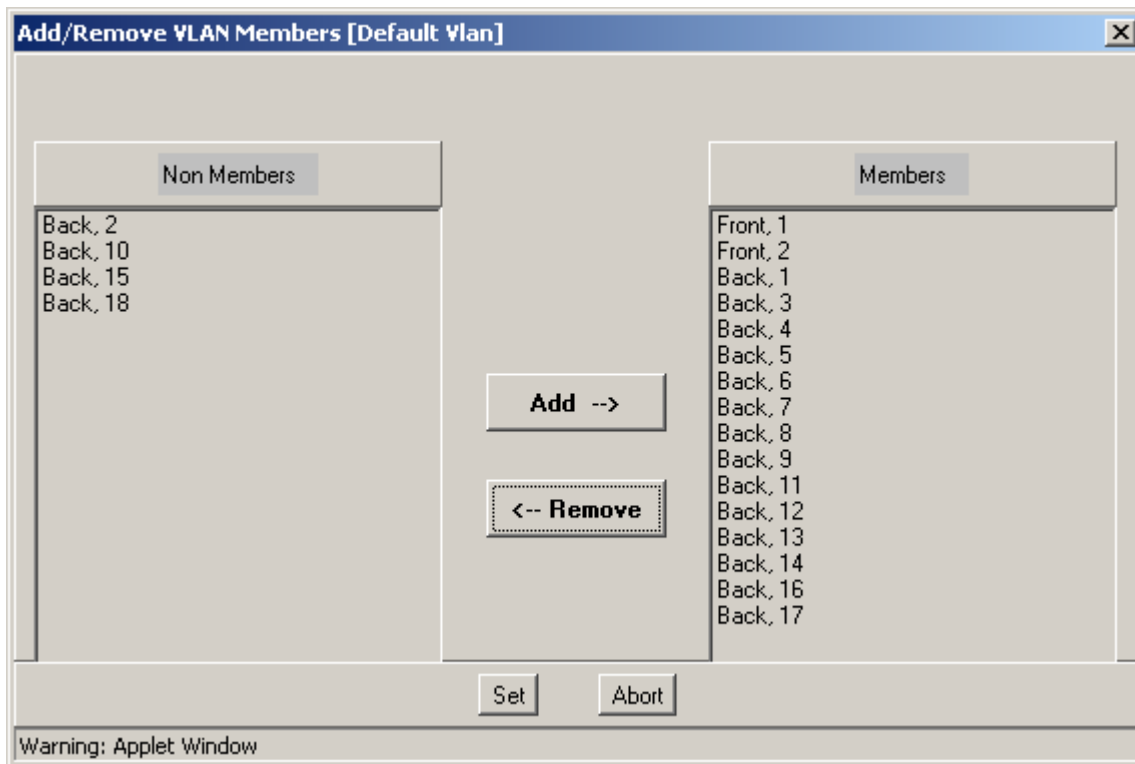 Add/Remove VLAN Members [Default Vlan]
Non Members
Back, 2
Back, 10
Back, 15
Back, 18
Add -->
<-- Remove
Members
Front, 1
Front, 2
Back, 1
Back, 3
Back, 4
Back, 5
Back, 6
Back, 7
Back, 8
Back, 9
Back, 11
Back, 12
Back, 13
Back, 14
Back, 16
Back, 17
Set
Abort
Warning: Applet Window